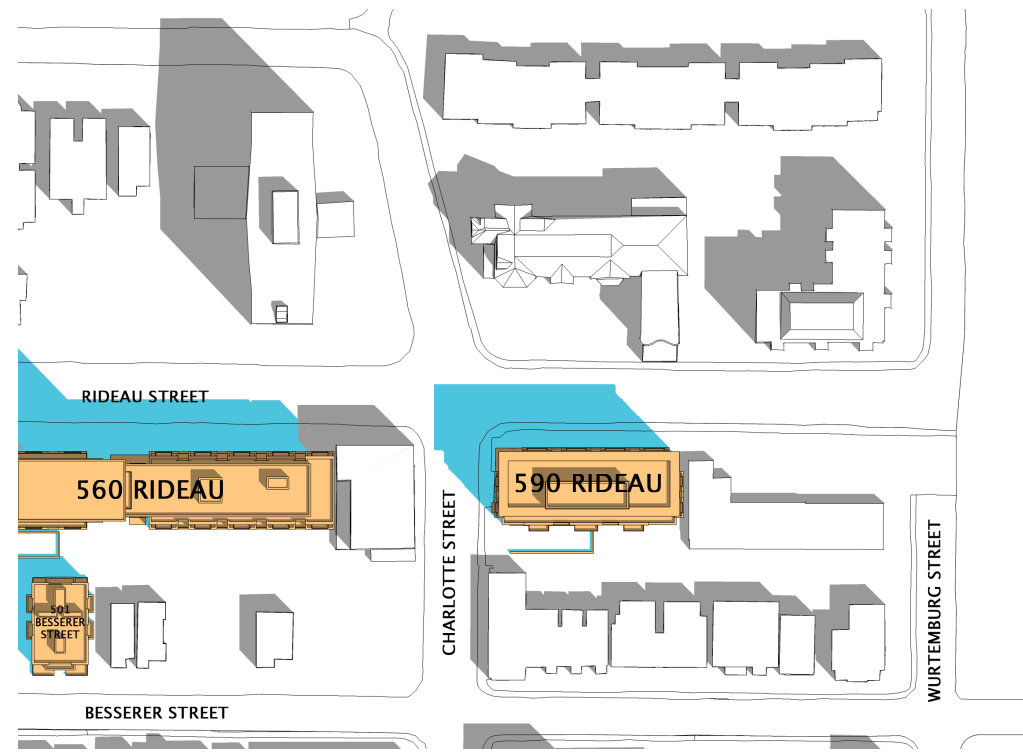 RIDEAU STREET
560 RIDEAU
590 RIDEAU
CHARLOTTE STREET
WURTEMBURG STREET
501
BESSERER
STREET
BESSERER STREET